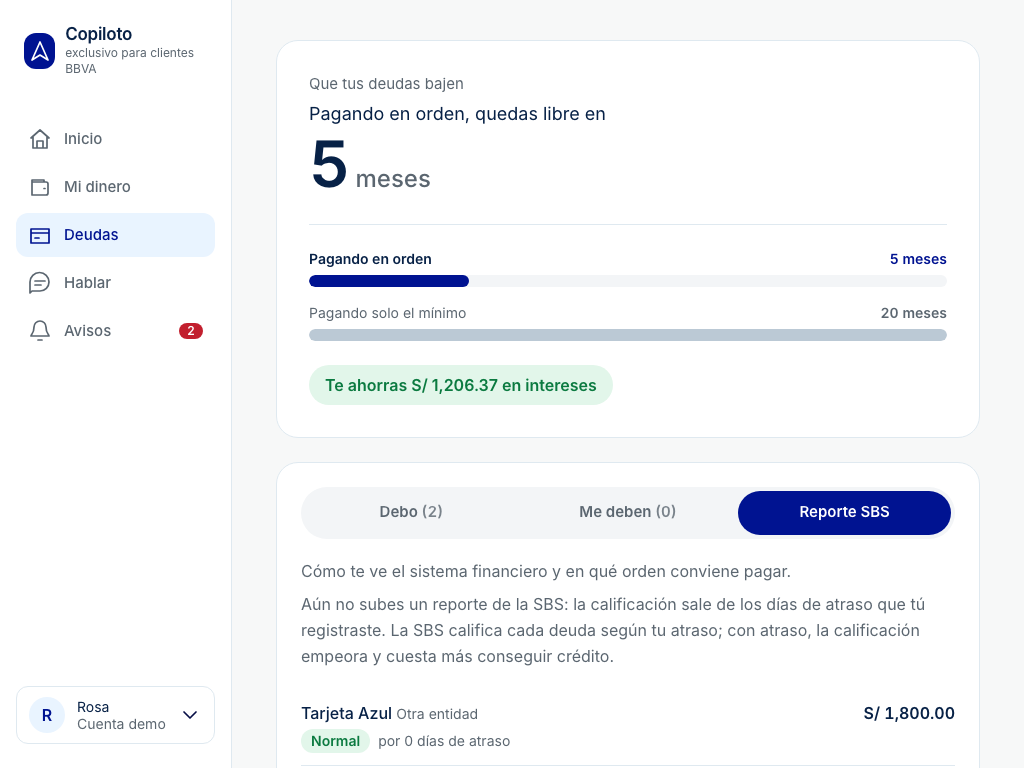 Copiloto
exclusivo para clientes
BBVA
Inicio
Mi dinero
Deudas
Hablar
Avisos 2
R
Rosa
Cuenta demo
Que tus deudas bajen
Pagando en orden, quedas libre en
5 meses
Pagando en orden 5 meses
Pagando solo el mínimo 20 meses
Te ahorras S/ 1,206.37 en intereses
Debo (2) Me deben (0) Reporte SBS
Cómo te ve el sistema financiero y en qué orden conviene pagar.
Aún no subes un reporte de la SBS: la calificación sale de los días de atraso que tú
registraste. La SBS califica cada deuda según tu atraso; con atraso, la calificación
empeora y cuesta más conseguir crédito.
Tarjeta Azul Otra entidad S/ 1,800.00
Normal por 0 días de atraso